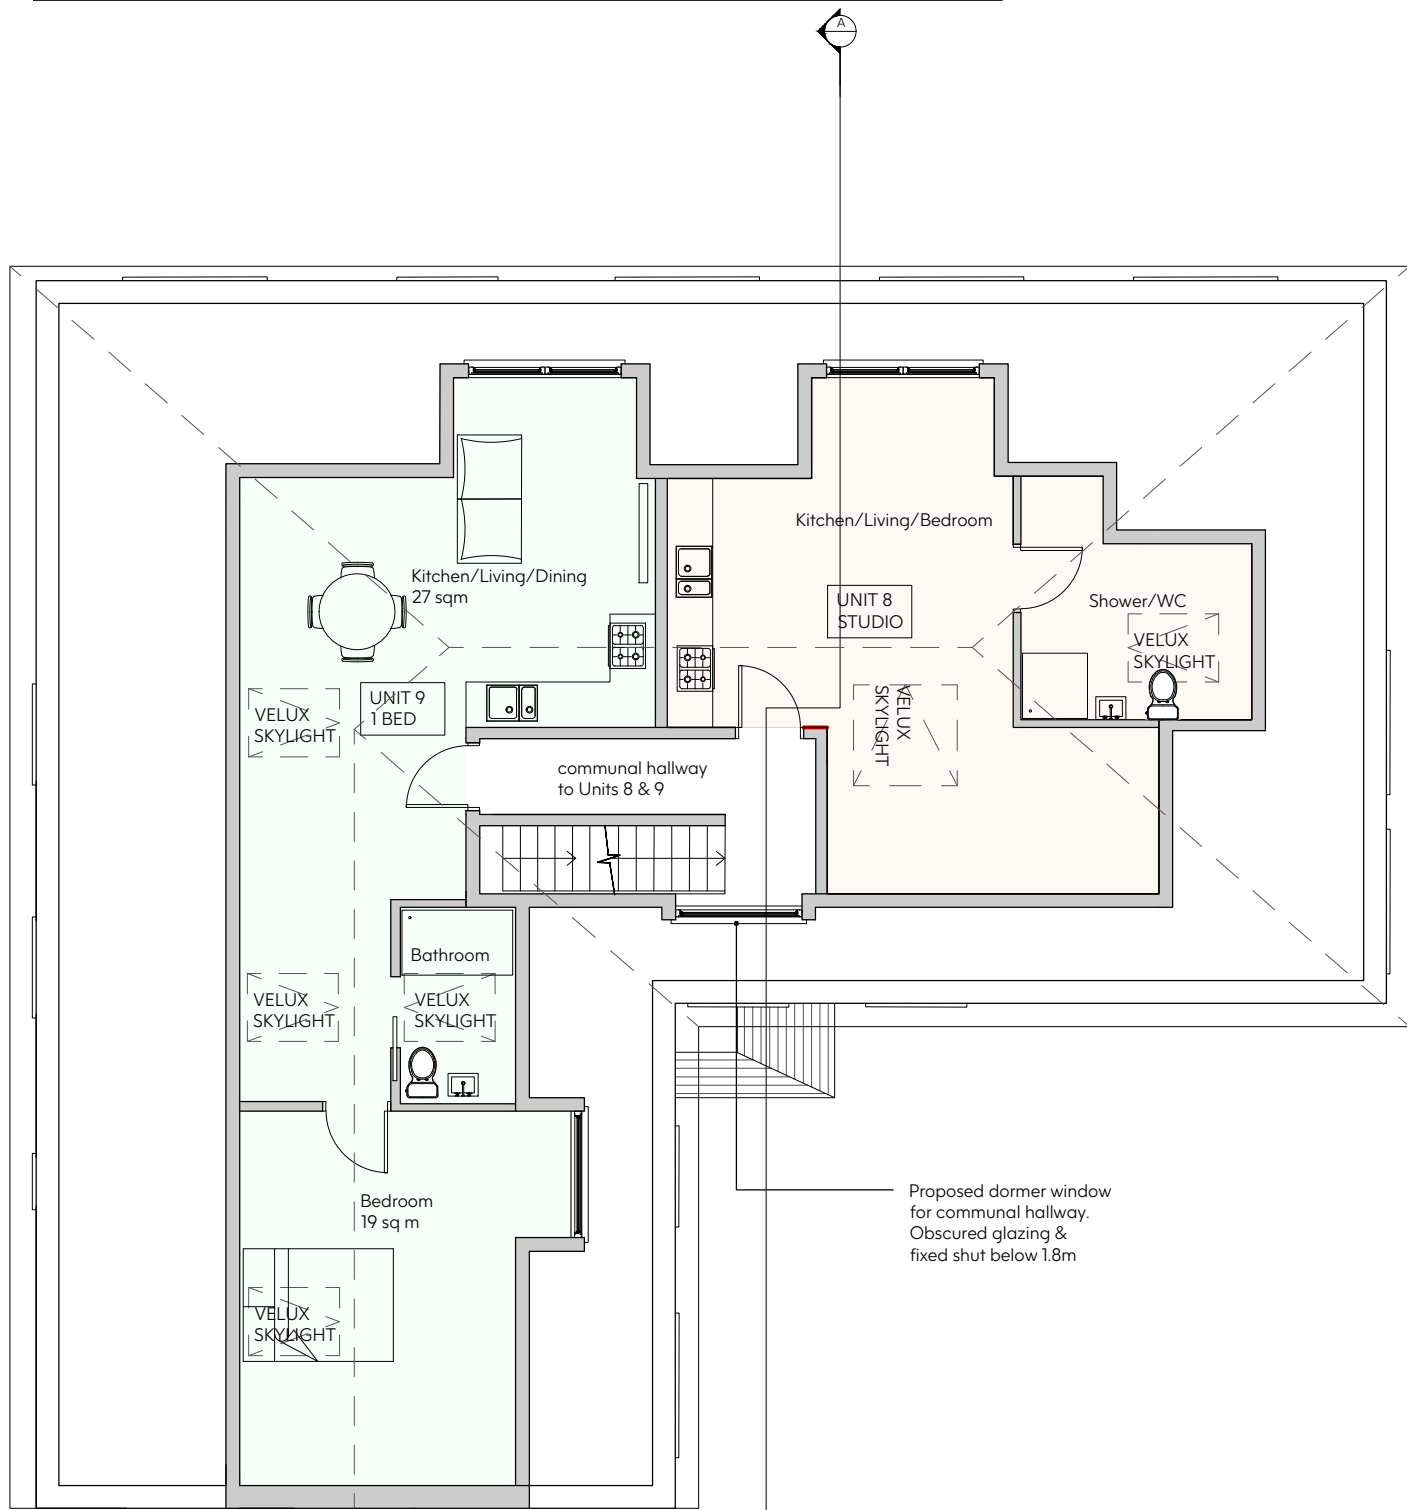 A
Kitchen/Living/Bedroom
Kitchen/Living/Dining
27 sqm
UNIT 8
STUDIO
Shower/WC
VELUX
SKYLIGHT
UNIT 9
1 BED
VELUX
SKYLIGHT
VELUX
SKYLIGHT
communal hallway
to Units 8 & 9
Bathroom
VELUX
SKYLIGHT
VELUX
SKYLIGHT
Bedroom
19 sq m
Proposed dormer window
for communal hallway.
Obscured glazing &
fixed shut below 1.8m
VELUX
SKYLIGHT